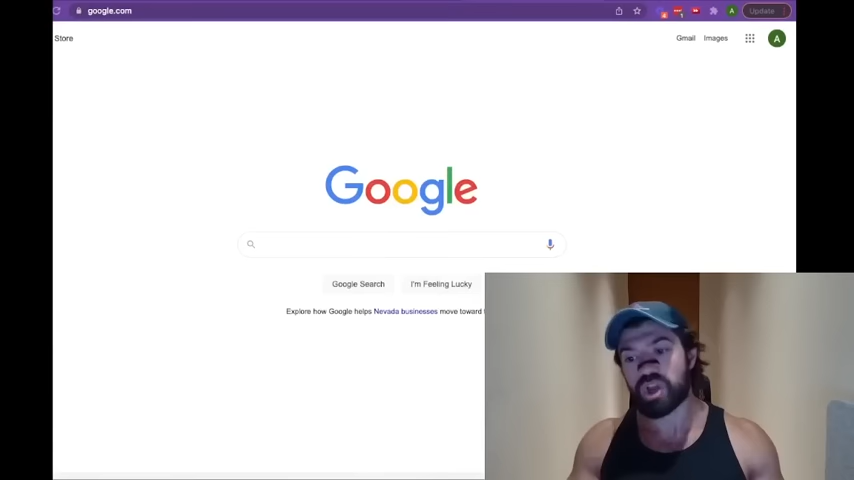 google.com
Update
Store
Gmail
Images
A
A
Google
Google Search
I'm Feeling Lucky
Explore how Google helps Nevada businesses move toward